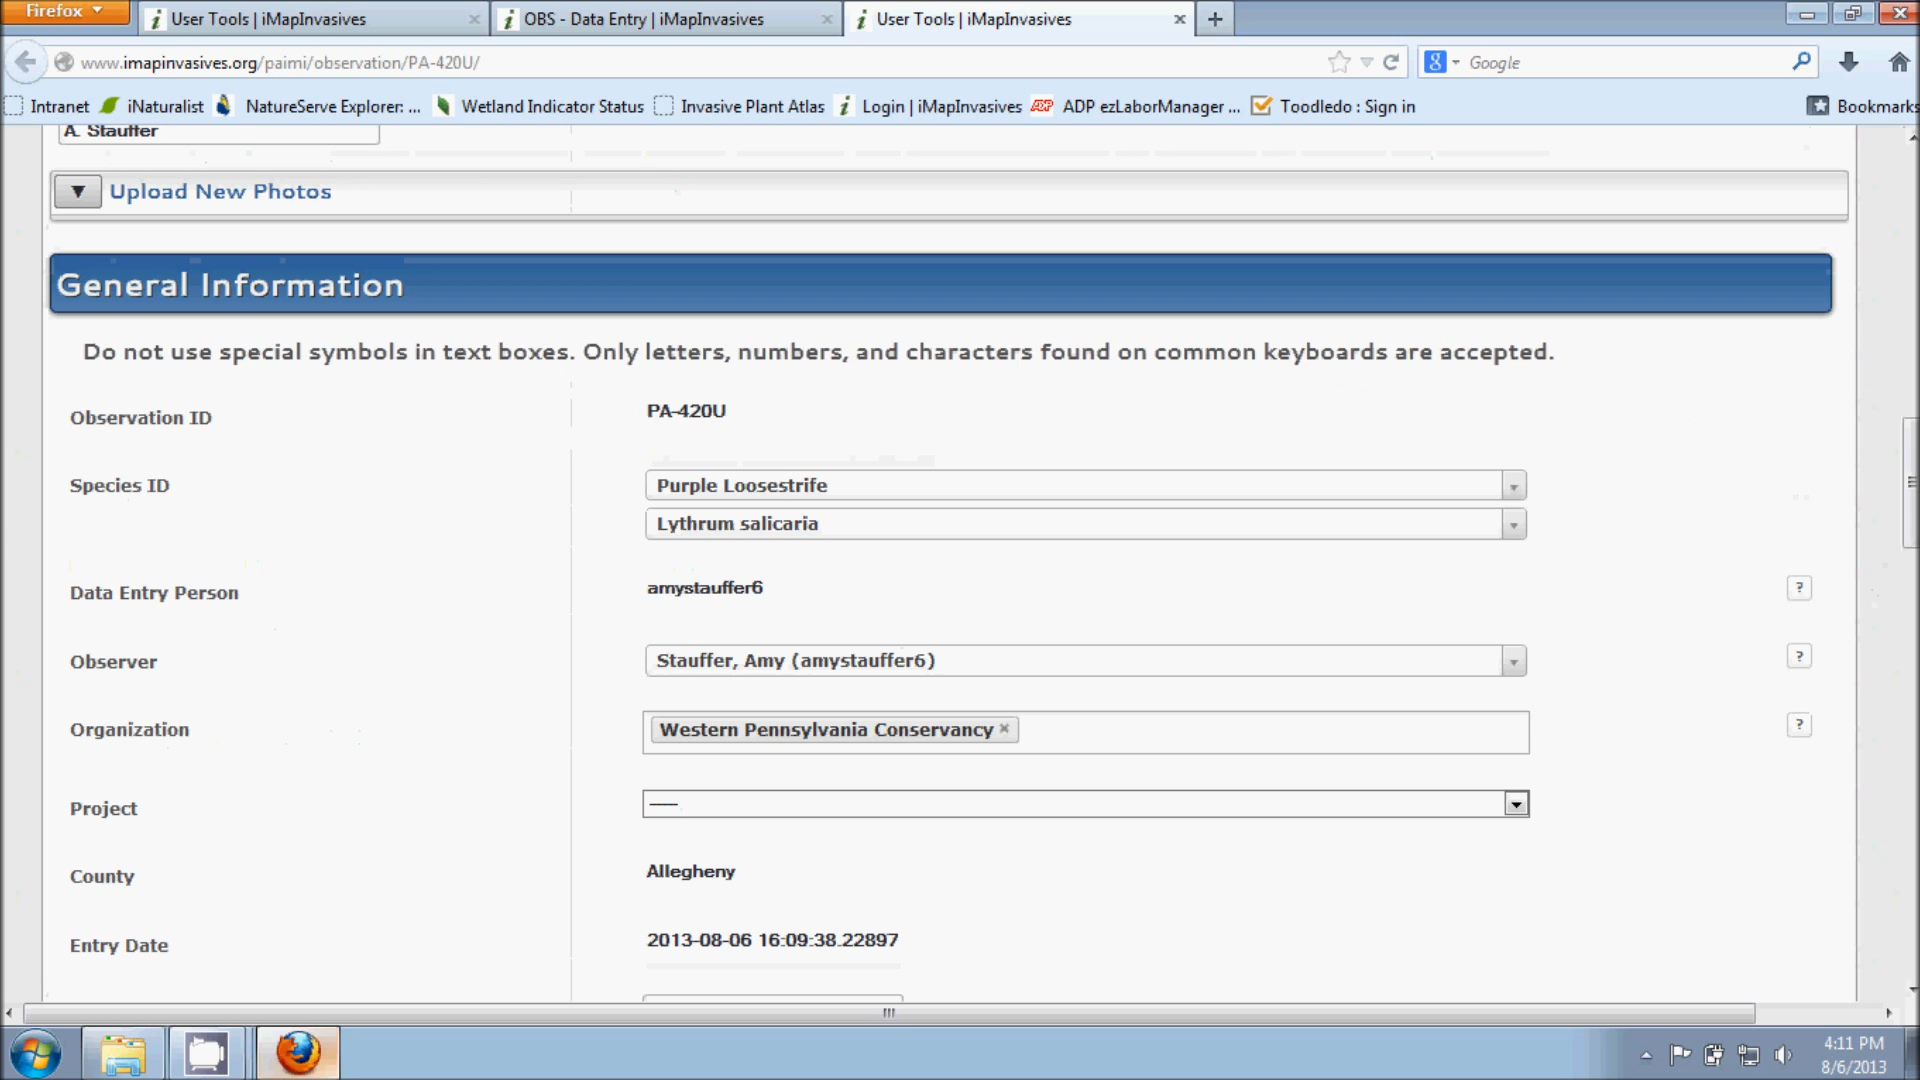 Firefox
User Tools | iMapInvasives
OBS - Data Entry | iMapInvasives
User Tools | iMapInvasives
www.imapinvasives.org/paimi/observation/PA-420U/
Google
Intranet iNaturalist NatureServe Explorer: ... Wetland Indicator Status Invasive Plant Atlas Login | iMapInvasives ADP ezLaborManager ... Toodledo : Sign in Bookmarks
A. Stauffer
Upload New Photos
General Information
Do not use special symbols in text boxes. Only letters, numbers, and characters found on common keyboards are accepted.
Observation ID PA-420U
Species ID Purple Loosestrife
Lythrum salicaria
Data Entry Person amystauffer6 ?
Observer Stauffer, Amy (amystauffer6) ?
Organization Western Pennsylvania Conservancy × ?
Project -----
County Allegheny
Entry Date 2013-08-06 16:09:38.22897
4:11 PM
8/6/2013